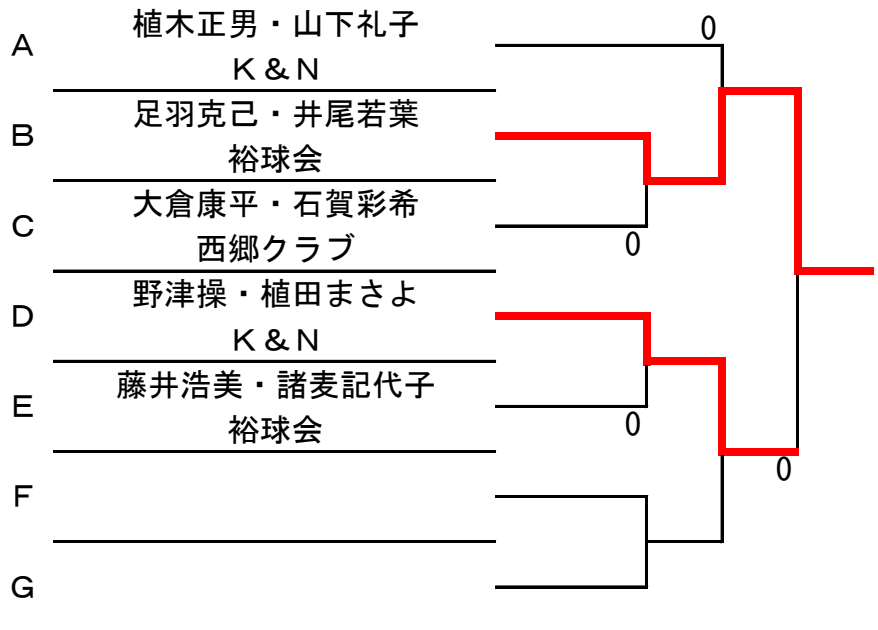 A
植木正男・山下礼子
K＆N
0
B
足羽克己・井尾若葉
裕球会
C
大倉康平・石賀彩希
西郷クラブ
0
D
野津操・植田まさよ
K＆N
E
藤井浩美・諸麦記代子
裕球会
0
0
F
G